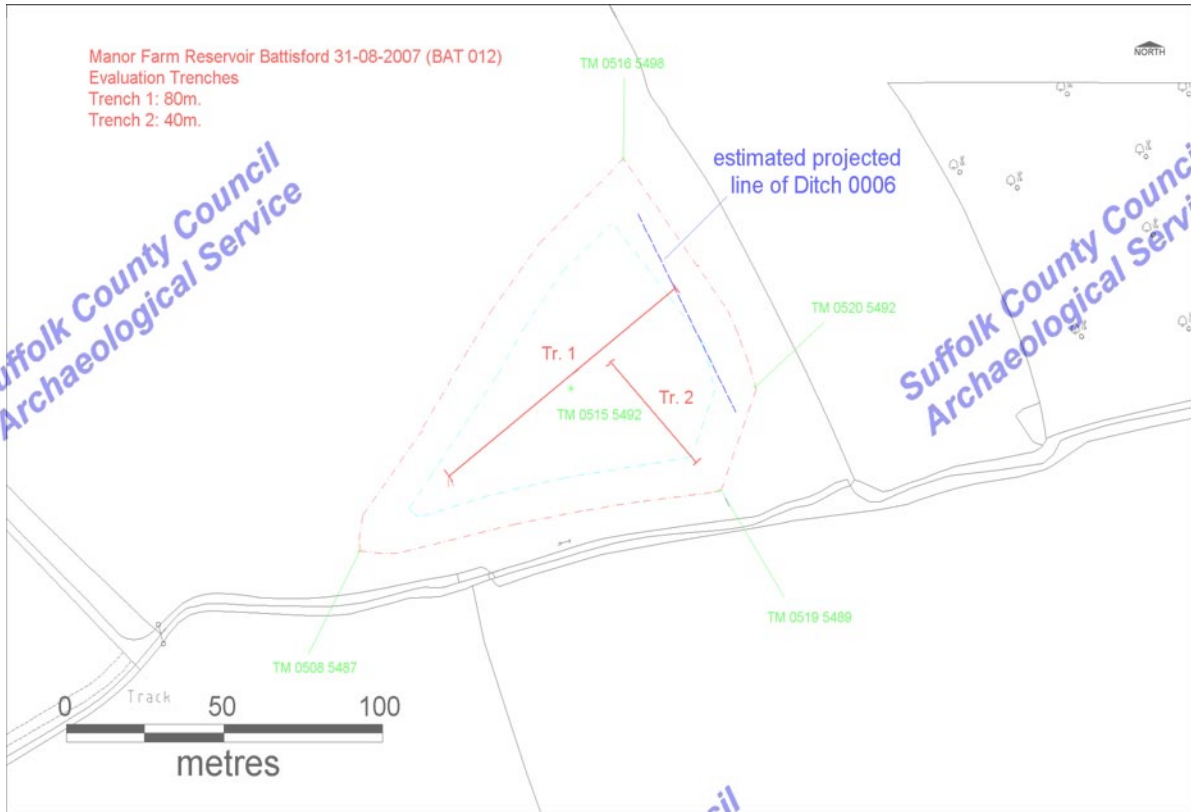 Manor Farm Reservoir Battisford 31-08-2007 (BAT 012)
Evaluation Trenches
Trench 1: 80m.
Trench 2: 40m.
NORTH
TM 0516 5498
estimated projected
line of Ditch 0006
Suffolk County Council
Archaeological Service
Suffolk County Council
Archaeological Service
TM 0520 5492
Tr. 1
Tr. 2
TM 0515 5492
TM 0519 5489
TM 0508 5487
Track
0 50 100
metres
cil